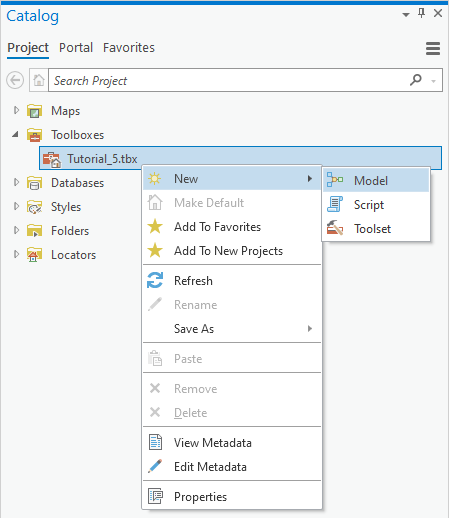 Catalog
Project Portal Favorites
Search Project
Maps
Toolboxes
Tutorial_5.tbx
Databases
Styles
Folders
Locators
New
Make Default
Add To Favorites
Add To New Projects
Refresh
Rename
Save As
Paste
Remove
Delete
View Metadata
Edit Metadata
Properties
Model
Script
Toolset